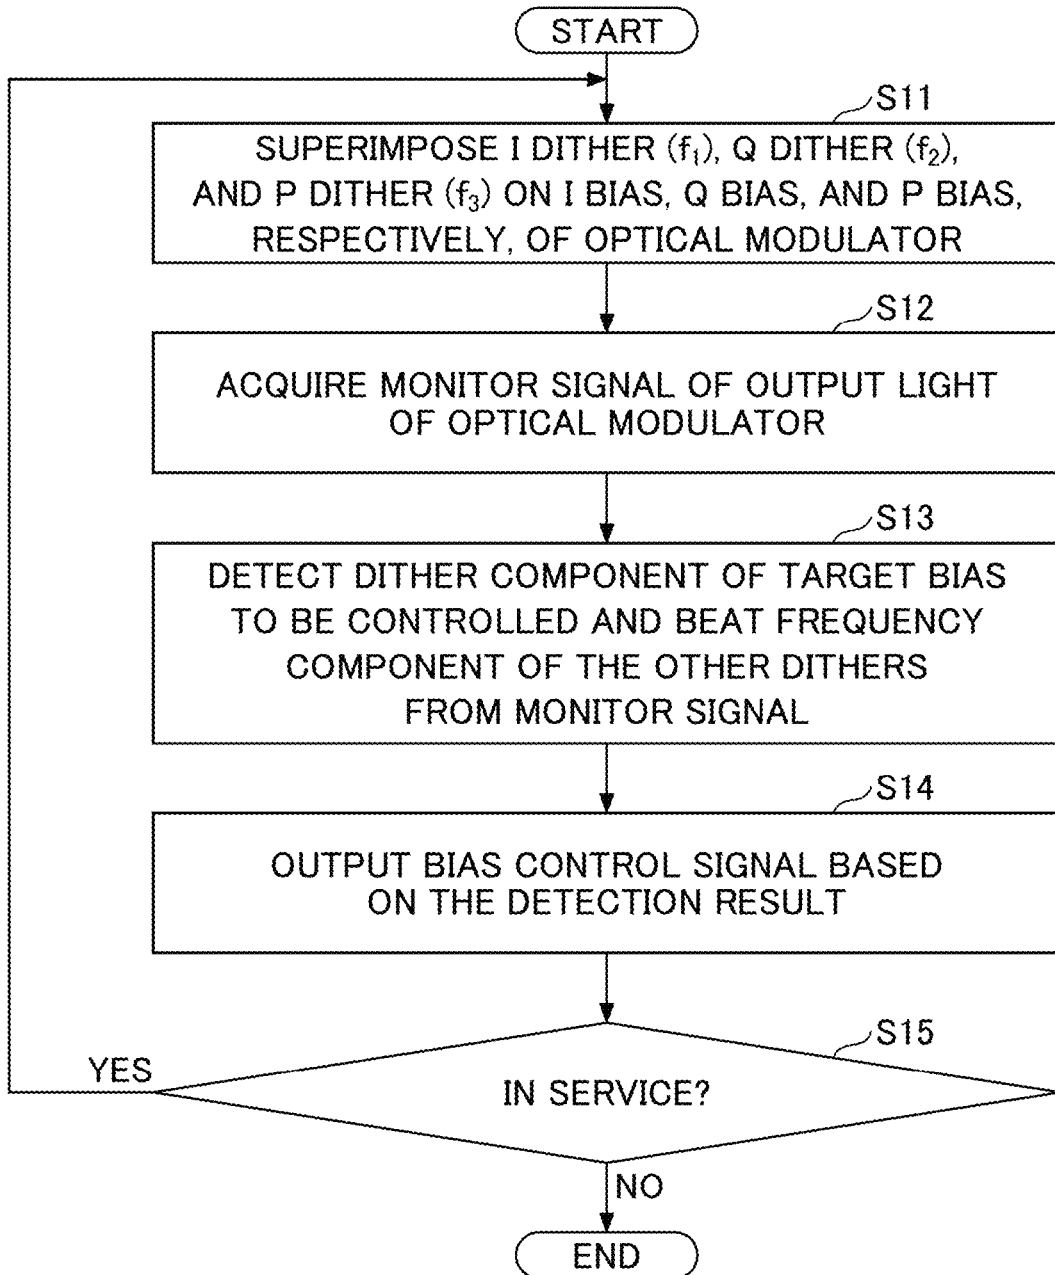 START
S11
SUPERIMPOSE I DITHER (f₁), Q DITHER (f₂),
AND P DITHER (f₃) ON I BIAS, Q BIAS, AND P BIAS,
RESPECTIVELY, OF OPTICAL MODULATOR
S12
ACQUIRE MONITOR SIGNAL OF OUTPUT LIGHT
OF OPTICAL MODULATOR
S13
DETECT DITHER COMPONENT OF TARGET BIAS
TO BE CONTROLLED AND BEAT FREQUENCY
COMPONENT OF THE OTHER DITHERS
FROM MONITOR SIGNAL
S14
OUTPUT BIAS CONTROL SIGNAL BASED
ON THE DETECTION RESULT
S15
YES
IN SERVICE?
NO
END